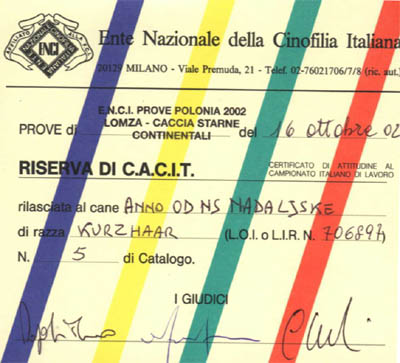 ENCI
Ente Nazionale della Cinofilia Italiana
20129 MILANO - Viale Premuda, 21 - Telef. 02-76021706/7/8 (ric. aut.)
E.N.C.I. PROVE POLONIA 2002
PROVE di LOMZA - CACCIA STARNE del 16 ottobre 02
CONTINENTALI
RISERVA DI C.A.C.I.T. CERTIFICATO DI ATTITUDINE AL
CAMPIONATO ITALIANO DI LAVORO
rilasciata al cane ANNO OD NS NADALJSKE
di razza KURZHAAR (L.O.I. o L.I.R. N. 706897)
N. 5 di Catalogo.
I GIUDICI